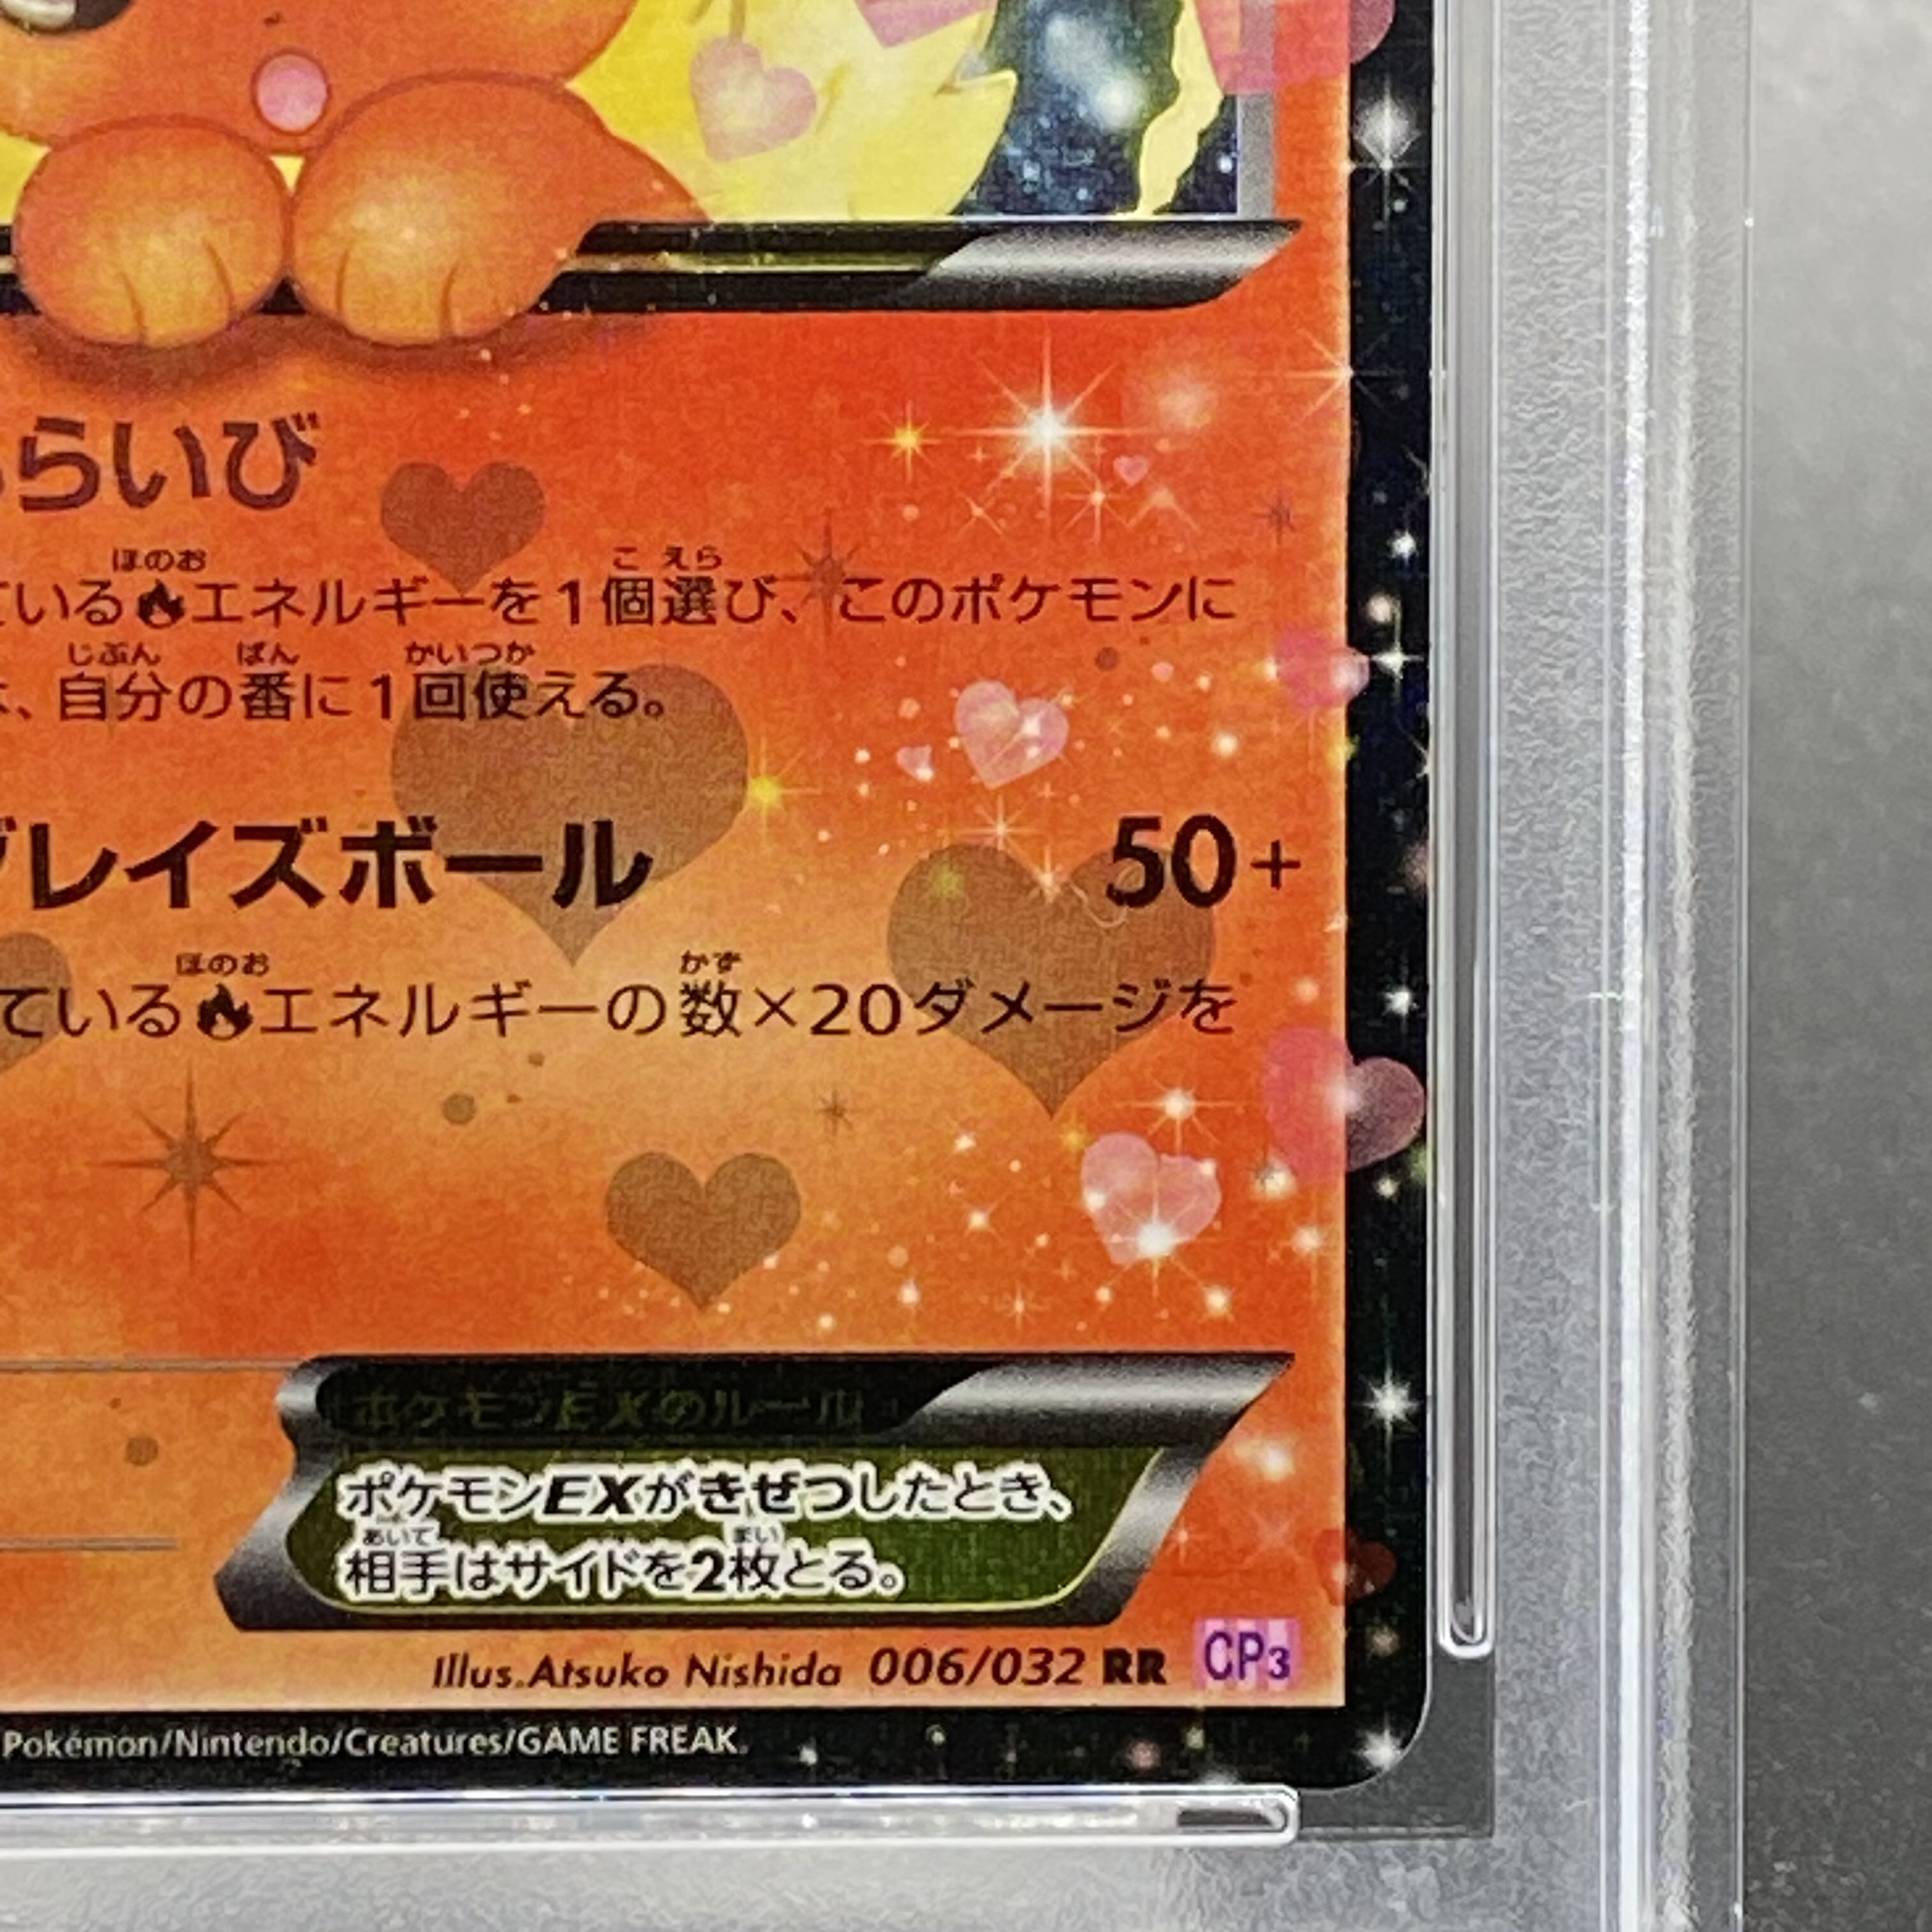 らいび
ほのお こ えら
ている エネルギーを1個選び、このポケモンに
じぶん ばん かいつか
、自分の番に1回使える。
ブレイズボール 50+
ほのお かず
ている エネルギーの数×20ダメージを
ポケモンEXのルール
ポケモンEXがきぜつしたとき、
あいて まい
相手はサイドを2枚とる。
Illus.Atsuko Nishida 006/032 RR CP3
Pokémon/Nintendo/Creatures/GAME FREAK.